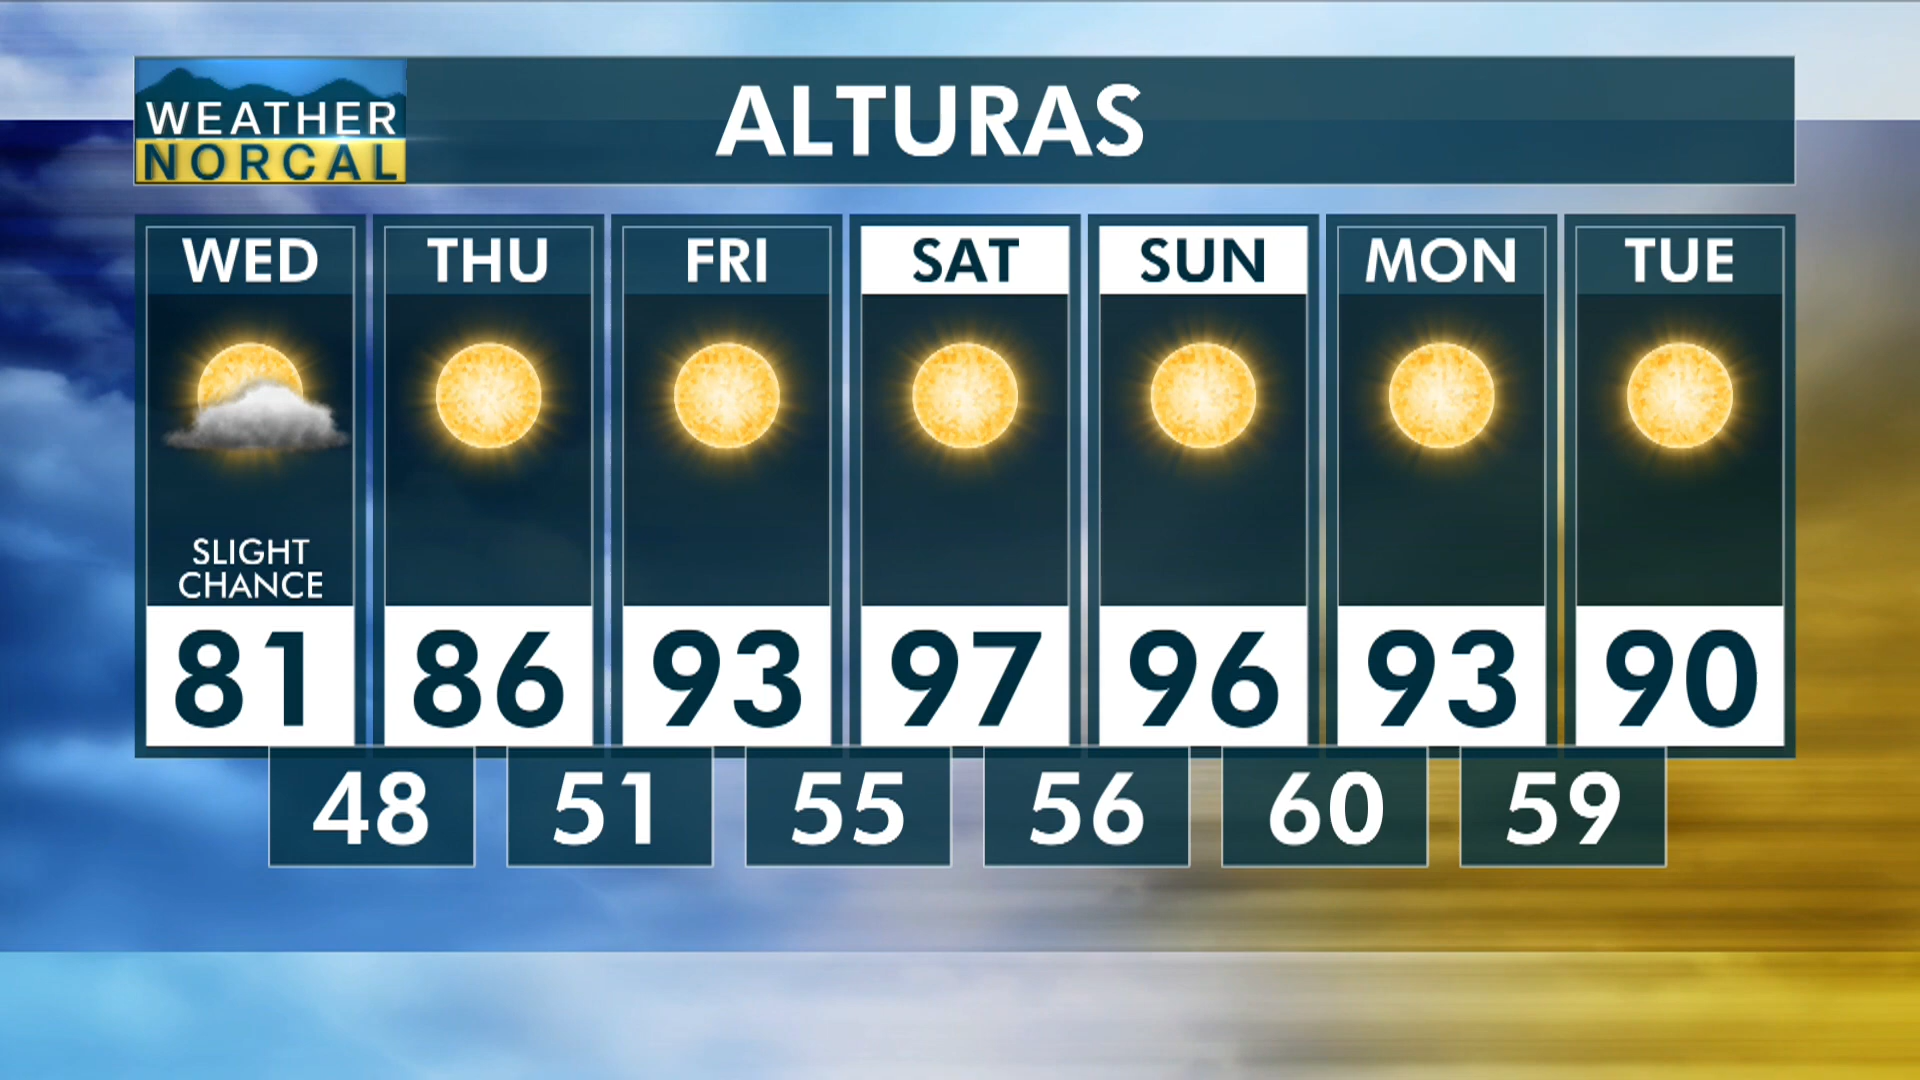 WEATHER
NORCAL
ALTURAS
WED THU FRI SAT SUN MON TUE
SLIGHT
CHANCE
81 86 93 97 96 93 90
48 51 55 56 60 59